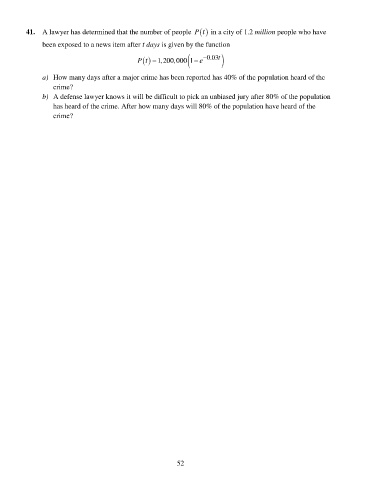 41. A lawyer has determined that the number of people P(t) in a city of 1.2 million people who have
been exposed to a news item after t days is given by the function
P(t) = 1,200,000(1 − e^−0.03t)
a) How many days after a major crime has been reported has 40% of the population heard of the
crime?
b) A defense lawyer knows it will be difficult to pick an unbiased jury after 80% of the population
has heard of the crime. After how many days will 80% of the population have heard of the
crime?
52